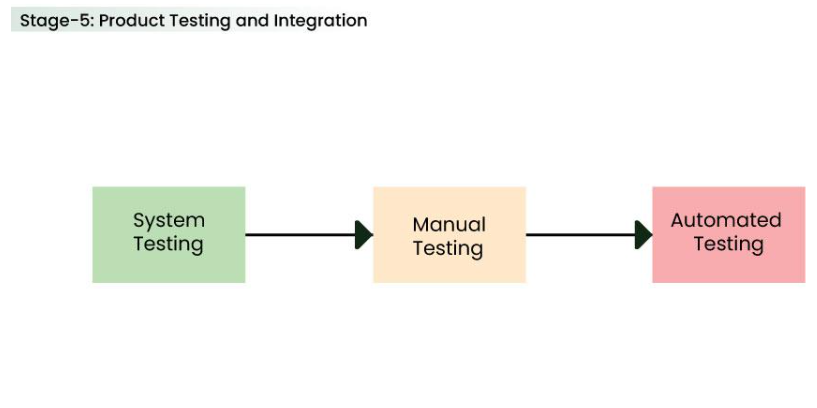 Stage-5: Product Testing and Integration
System
Testing
Manual
Testing
Automated
Testing